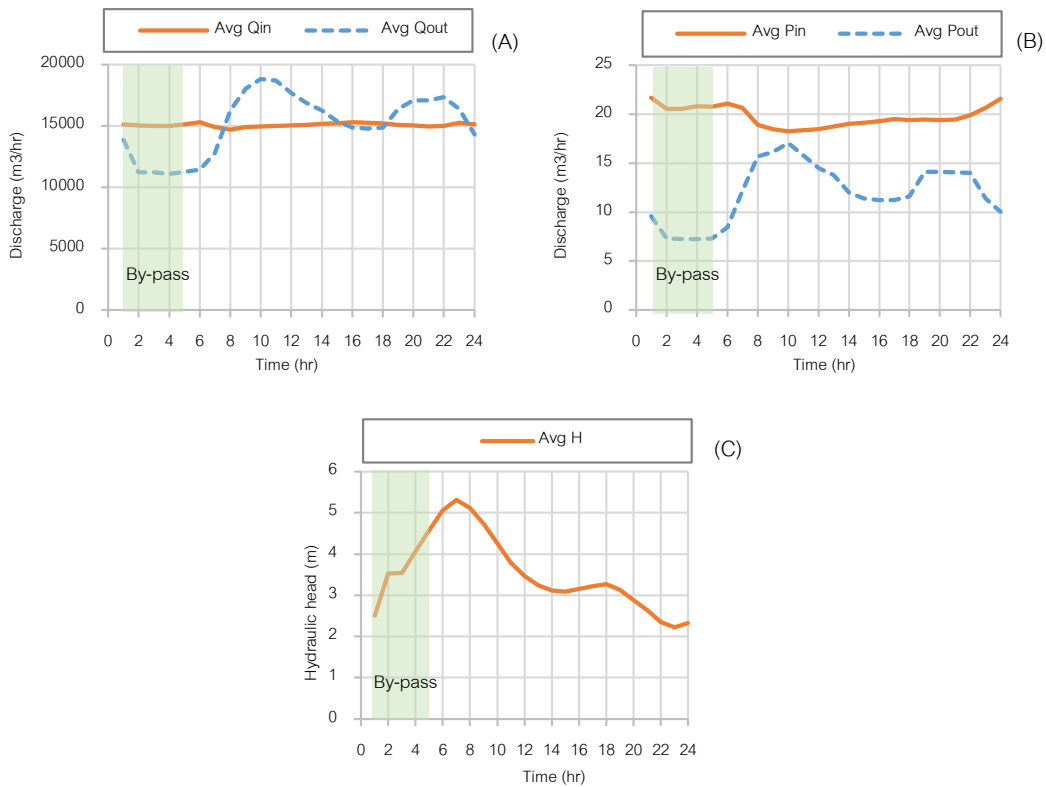 Avg Qin Avg Qout
(A)
Discharge (m3/hr)
20000
15000
10000
5000
0
By-pass
0 2 4 6 8 10 12 14 16 18 20 22 24
Time (hr)
Avg Pin Avg Pout
(B)
Discharge (m3/hr)
25
20
15
10
5
0
By-pass
0 2 4 6 8 10 12 14 16 18 20 22 24
Time (hr)
Avg H
(C)
Hydraulic head (m)
6
5
4
3
2
1
0
By-pass
0 2 4 6 8 10 12 14 16 18 20 22 24
Time (hr)